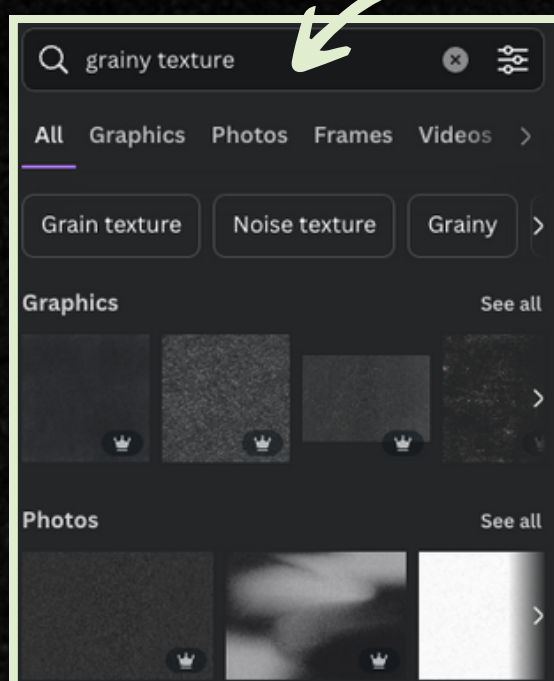 grainy texture
All Graphics Photos Frames Videos
Grain texture Noise texture Grainy
Graphics See all
Photos See all